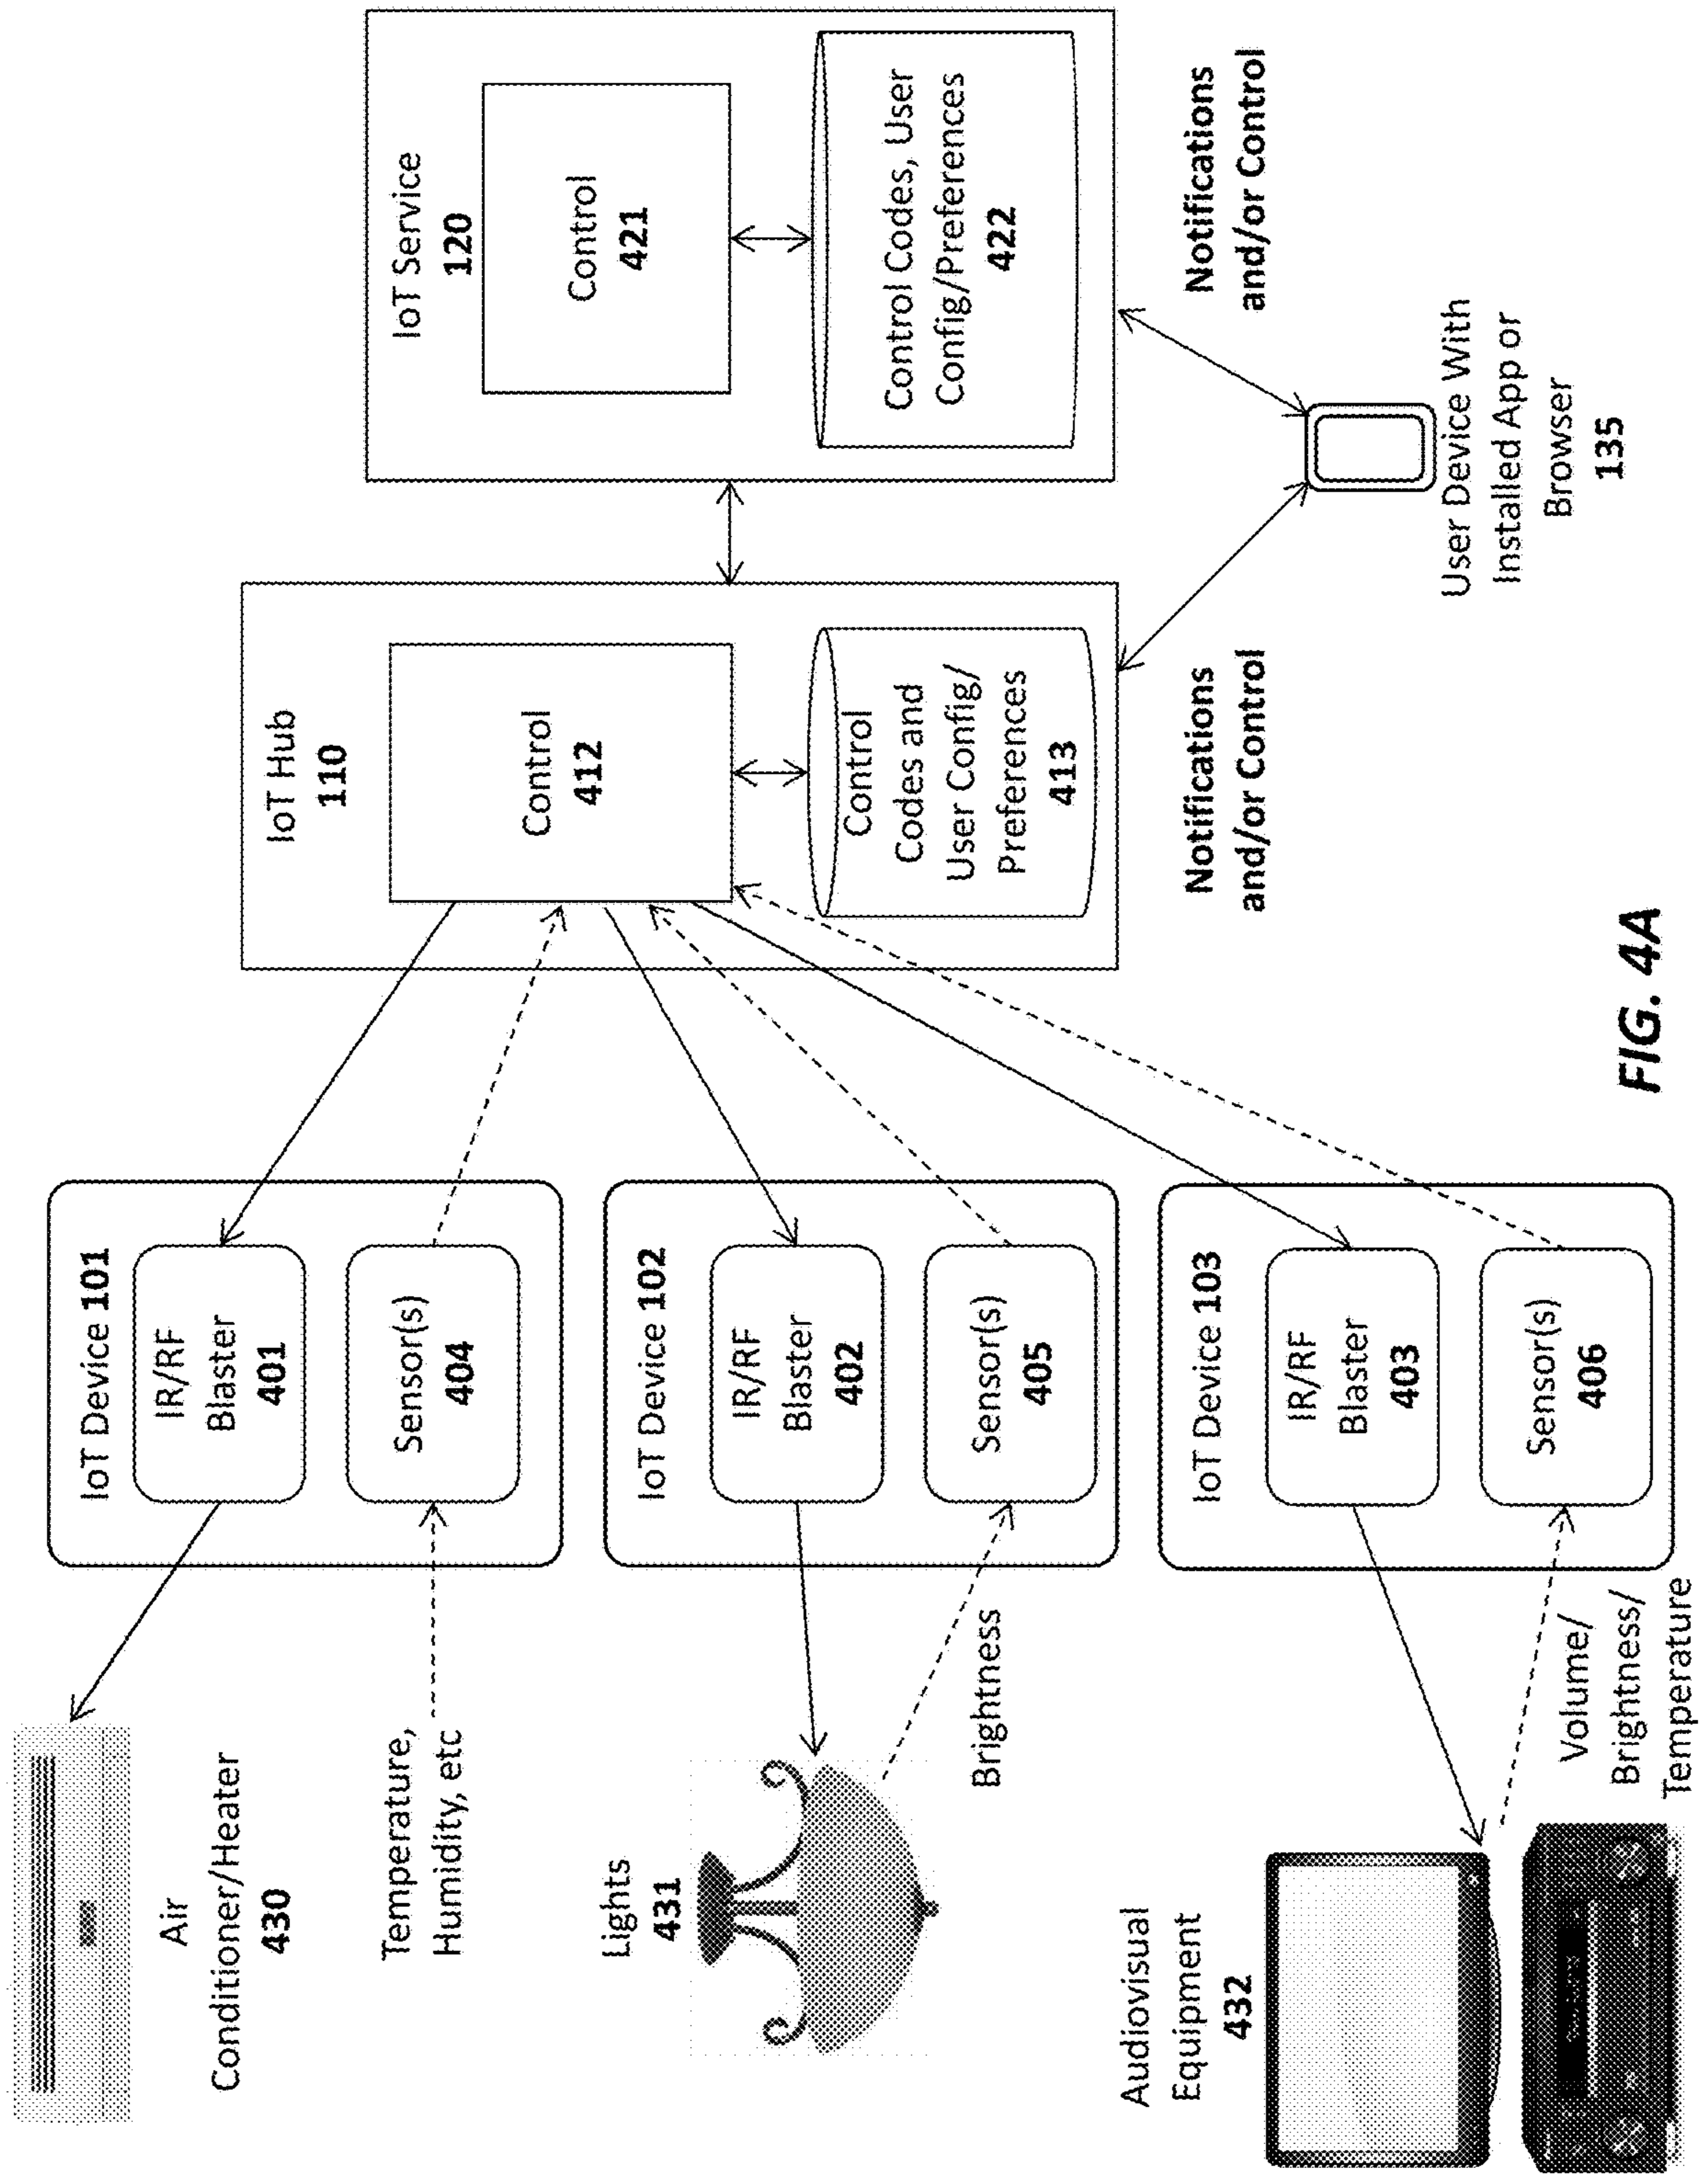 Air
Conditioner/Heater
430
Temperature,
Humidity, etc
Lights
431
Brightness
Audiovisual
Equipment
432
Volume/
Brightness/
Temperature
IoT Device 101
IR/RF
Blaster
401
Sensor(s)
404
IoT Device 102
IR/RF
Blaster
402
Sensor(s)
405
IoT Device 103
IR/RF
Blaster
403
Sensor(s)
406
IoT Hub
110
Control
412
Control
Codes and
User Config/
Preferences
413
Notifications
and/or Control
IoT Service
120
Control
421
Control Codes, User
Config/Preferences
422
Notifications
and/or Control
User Device With
Installed App or
Browser
135
FIG. 4A